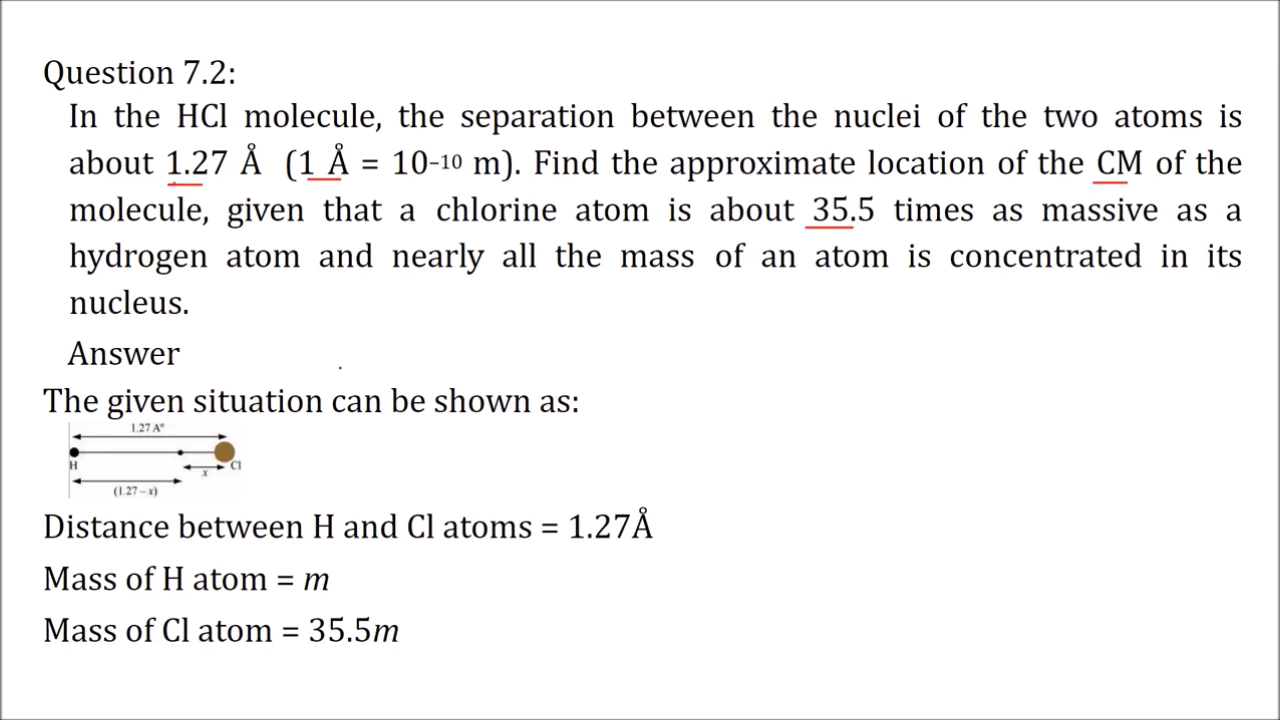 Question 7.2:
In the HCl molecule, the separation between the nuclei of the two atoms is
about 1.27 Å (1 Å = 10⁻¹⁰ m). Find the approximate location of the CM of the
molecule, given that a chlorine atom is about 35.5 times as massive as a
hydrogen atom and nearly all the mass of an atom is concentrated in its
nucleus.
Answer
The given situation can be shown as:
1.27 A°
H
Cl
x
(1.27 – x)
Distance between H and Cl atoms = 1.27Å
Mass of H atom = m
Mass of Cl atom = 35.5m